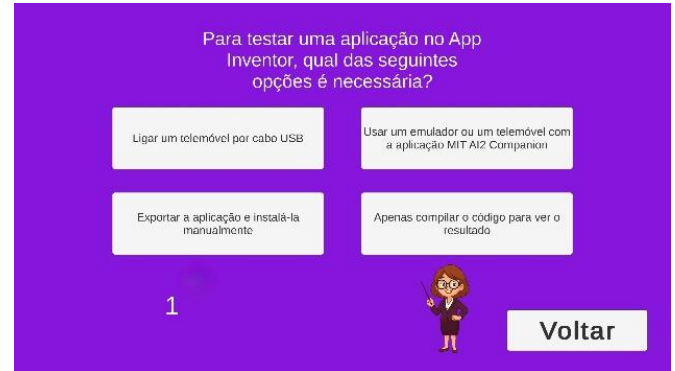 Para testar uma aplicação no App
Inventor, qual das seguintes
opções é necessária?
Ligar um telemóvel por cabo USB
Usar um emulador ou um telemóvel com
a aplicação MIT AI2 Companion
Exportar a aplicação e instalá-la
manualmente
Apenas compilar o código para ver o
resultado
1
Voltar